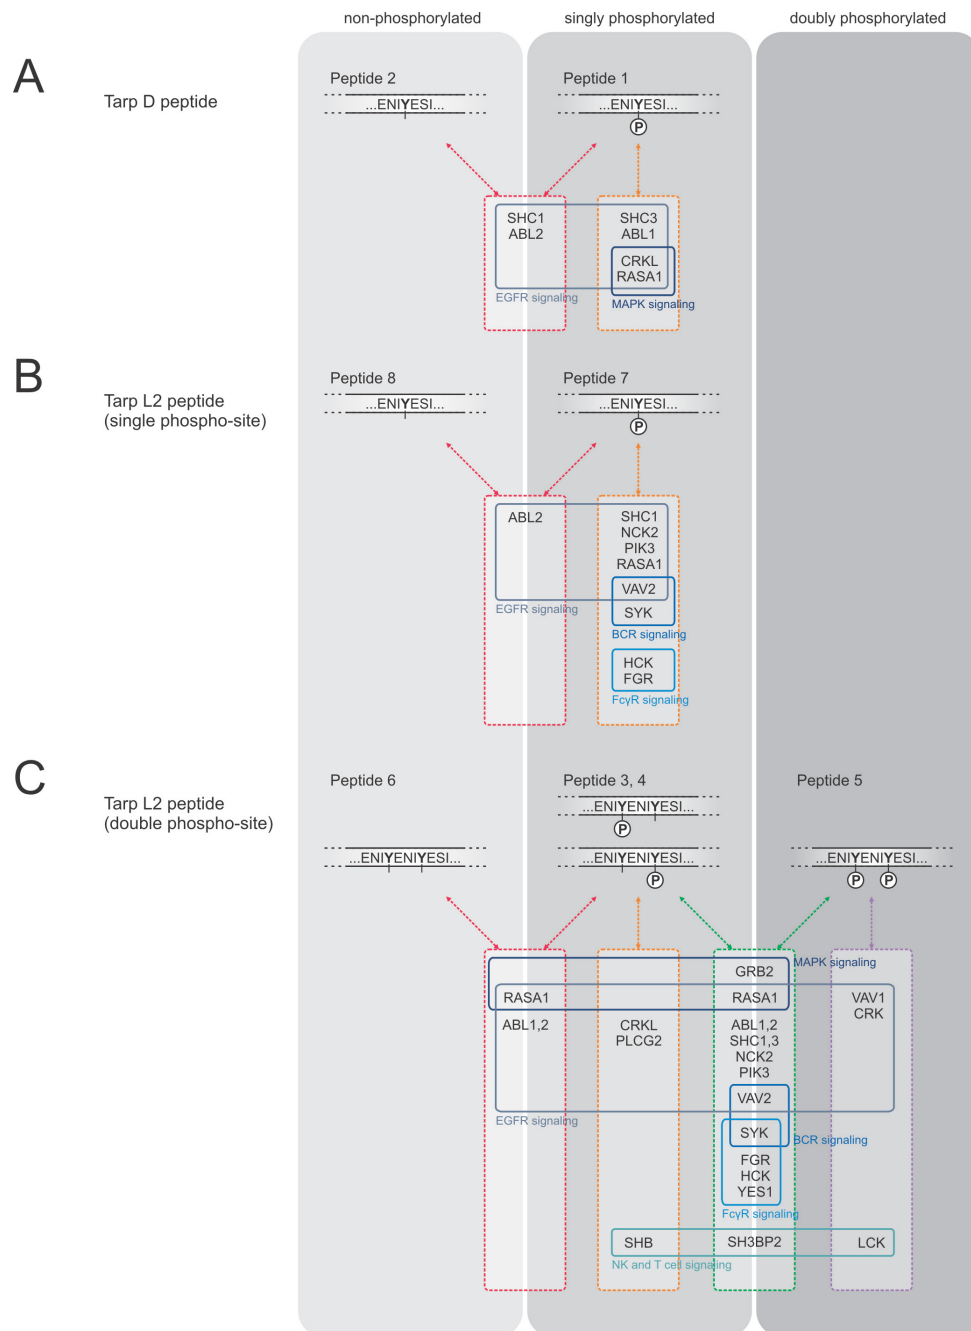 non-phosphorylated singly phosphorylated doubly phosphorylated
A
Tarp D peptide
Peptide 2
...ENIYESI...
Peptide 1
...ENIYESI...
P
SHC1
ABL2
SHC3
ABL1
CRKL
RASA1
EGFR signaling
MAPK signaling
B
Tarp L2 peptide
(single phospho-site)
Peptide 8
...ENIYESI...
Peptide 7
...ENIYESI...
P
ABL2
SHC1
NCK2
PIK3
RASA1
VAV2
SYK
EGFR signaling
BCR signaling
HCK
FGR
FcγR signaling
C
Tarp L2 peptide
(double phospho-site)
Peptide 6
...ENIYENIYESI...
Peptide 3, 4
...ENIYENIYESI...
P
...ENIYENIYESI...
P
Peptide 5
...ENIYENIYESI...
P P
MAPK signaling
GRB2
RASA1
RASA1
VAV1
CRK
ABL1,2
CRKL
PLCG2
ABL1,2
SHC1,3
NCK2
PIK3
VAV2
EGFR signaling
SYK
BCR signaling
FGR
HCK
YES1
FcγR signaling
SHB
SH3BP2
LCK
NK and T cell signaling